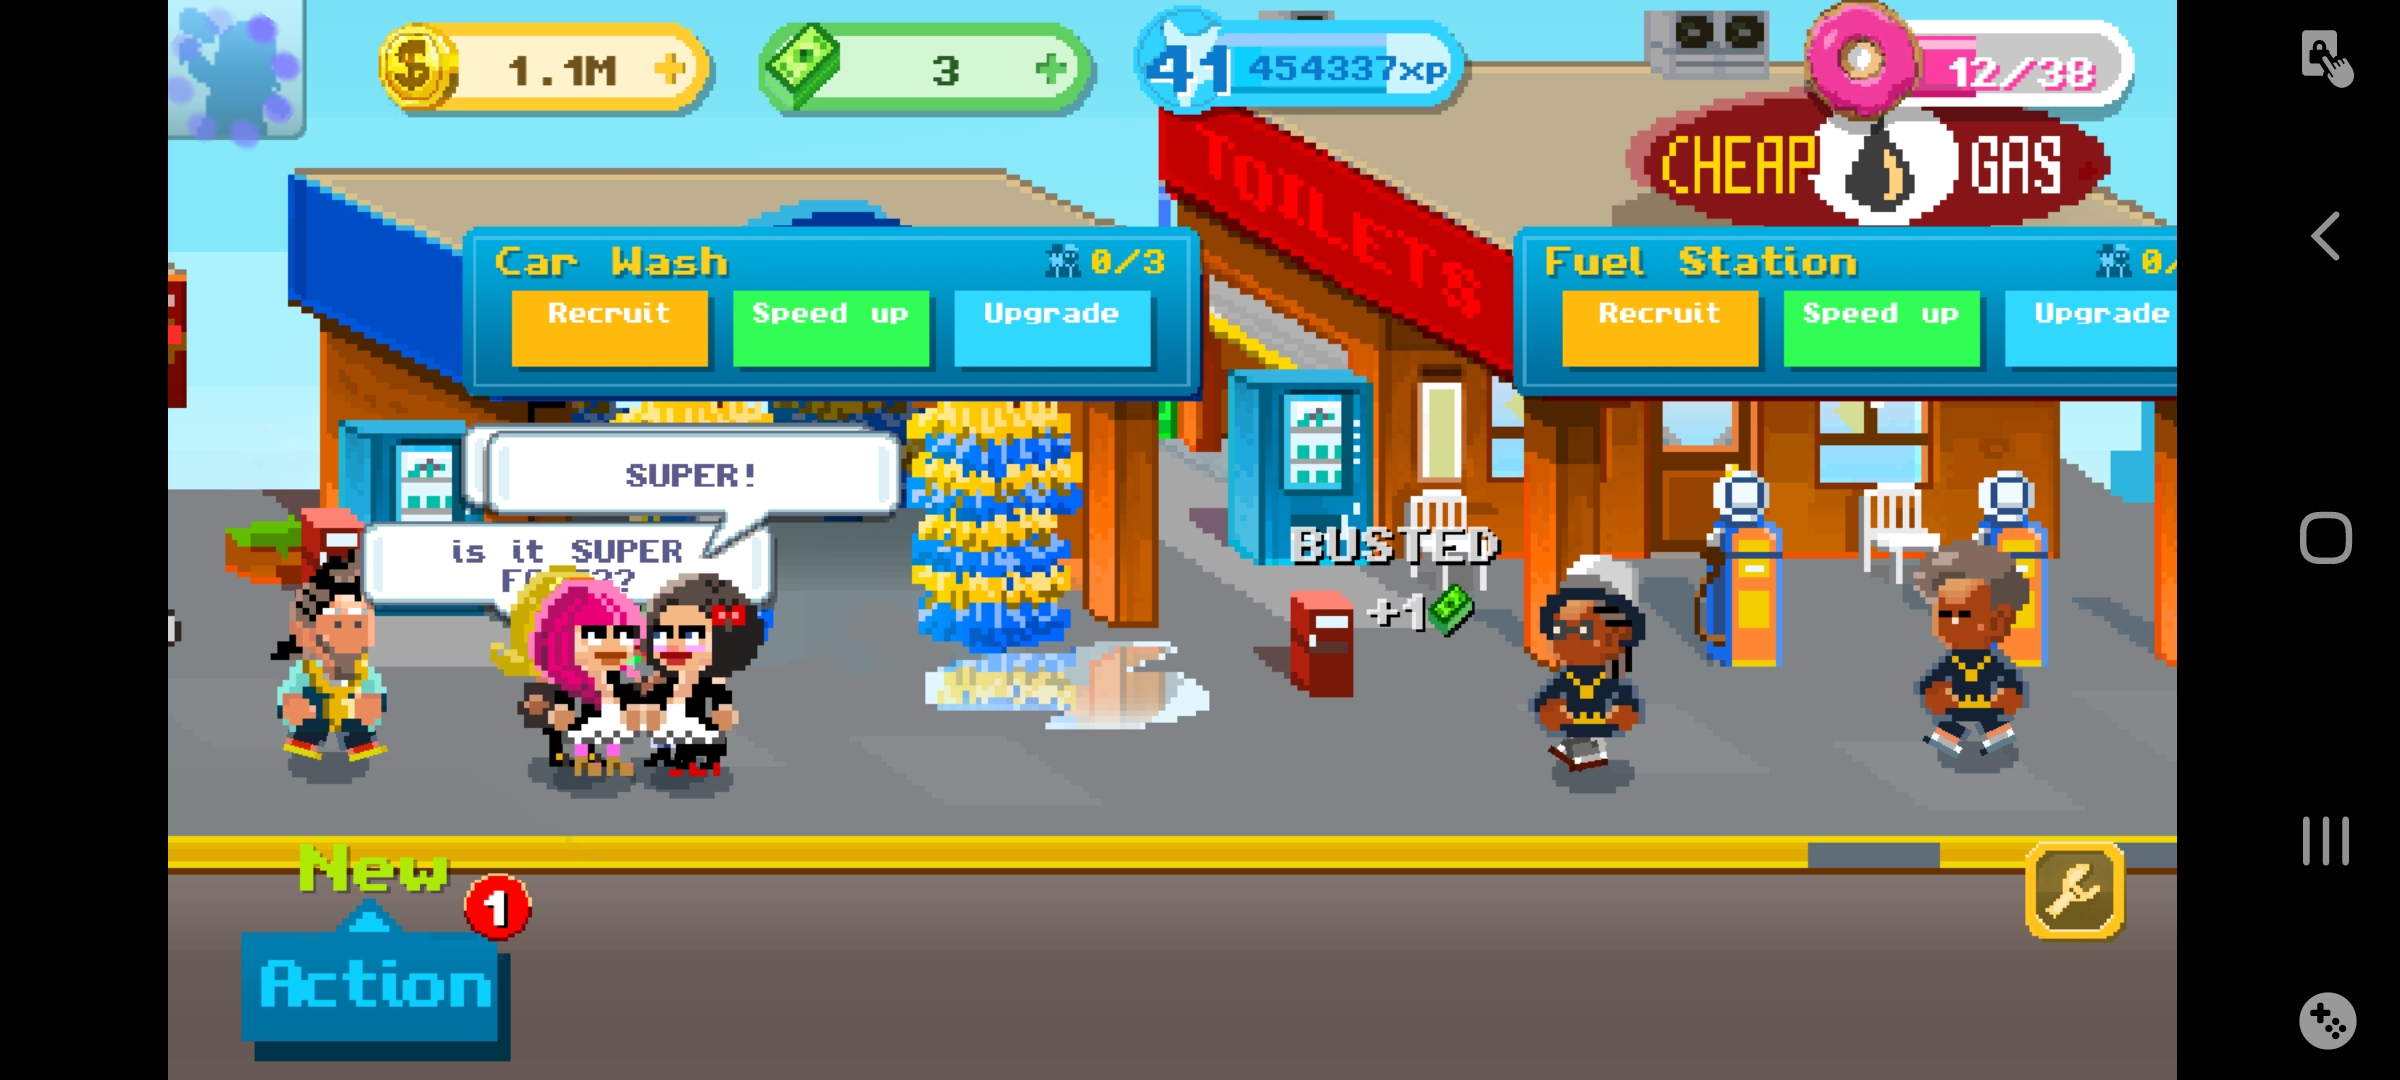 1.1M
3
41 454337xp
12/38
TOILETS
CHEAP GAS
Car Wash 0/3
Recruit Speed up Upgrade
Fuel Station 0/
Recruit Speed up Upgrade
SUPER!
is it SUPER
BUSTED
+1
New
1
Action